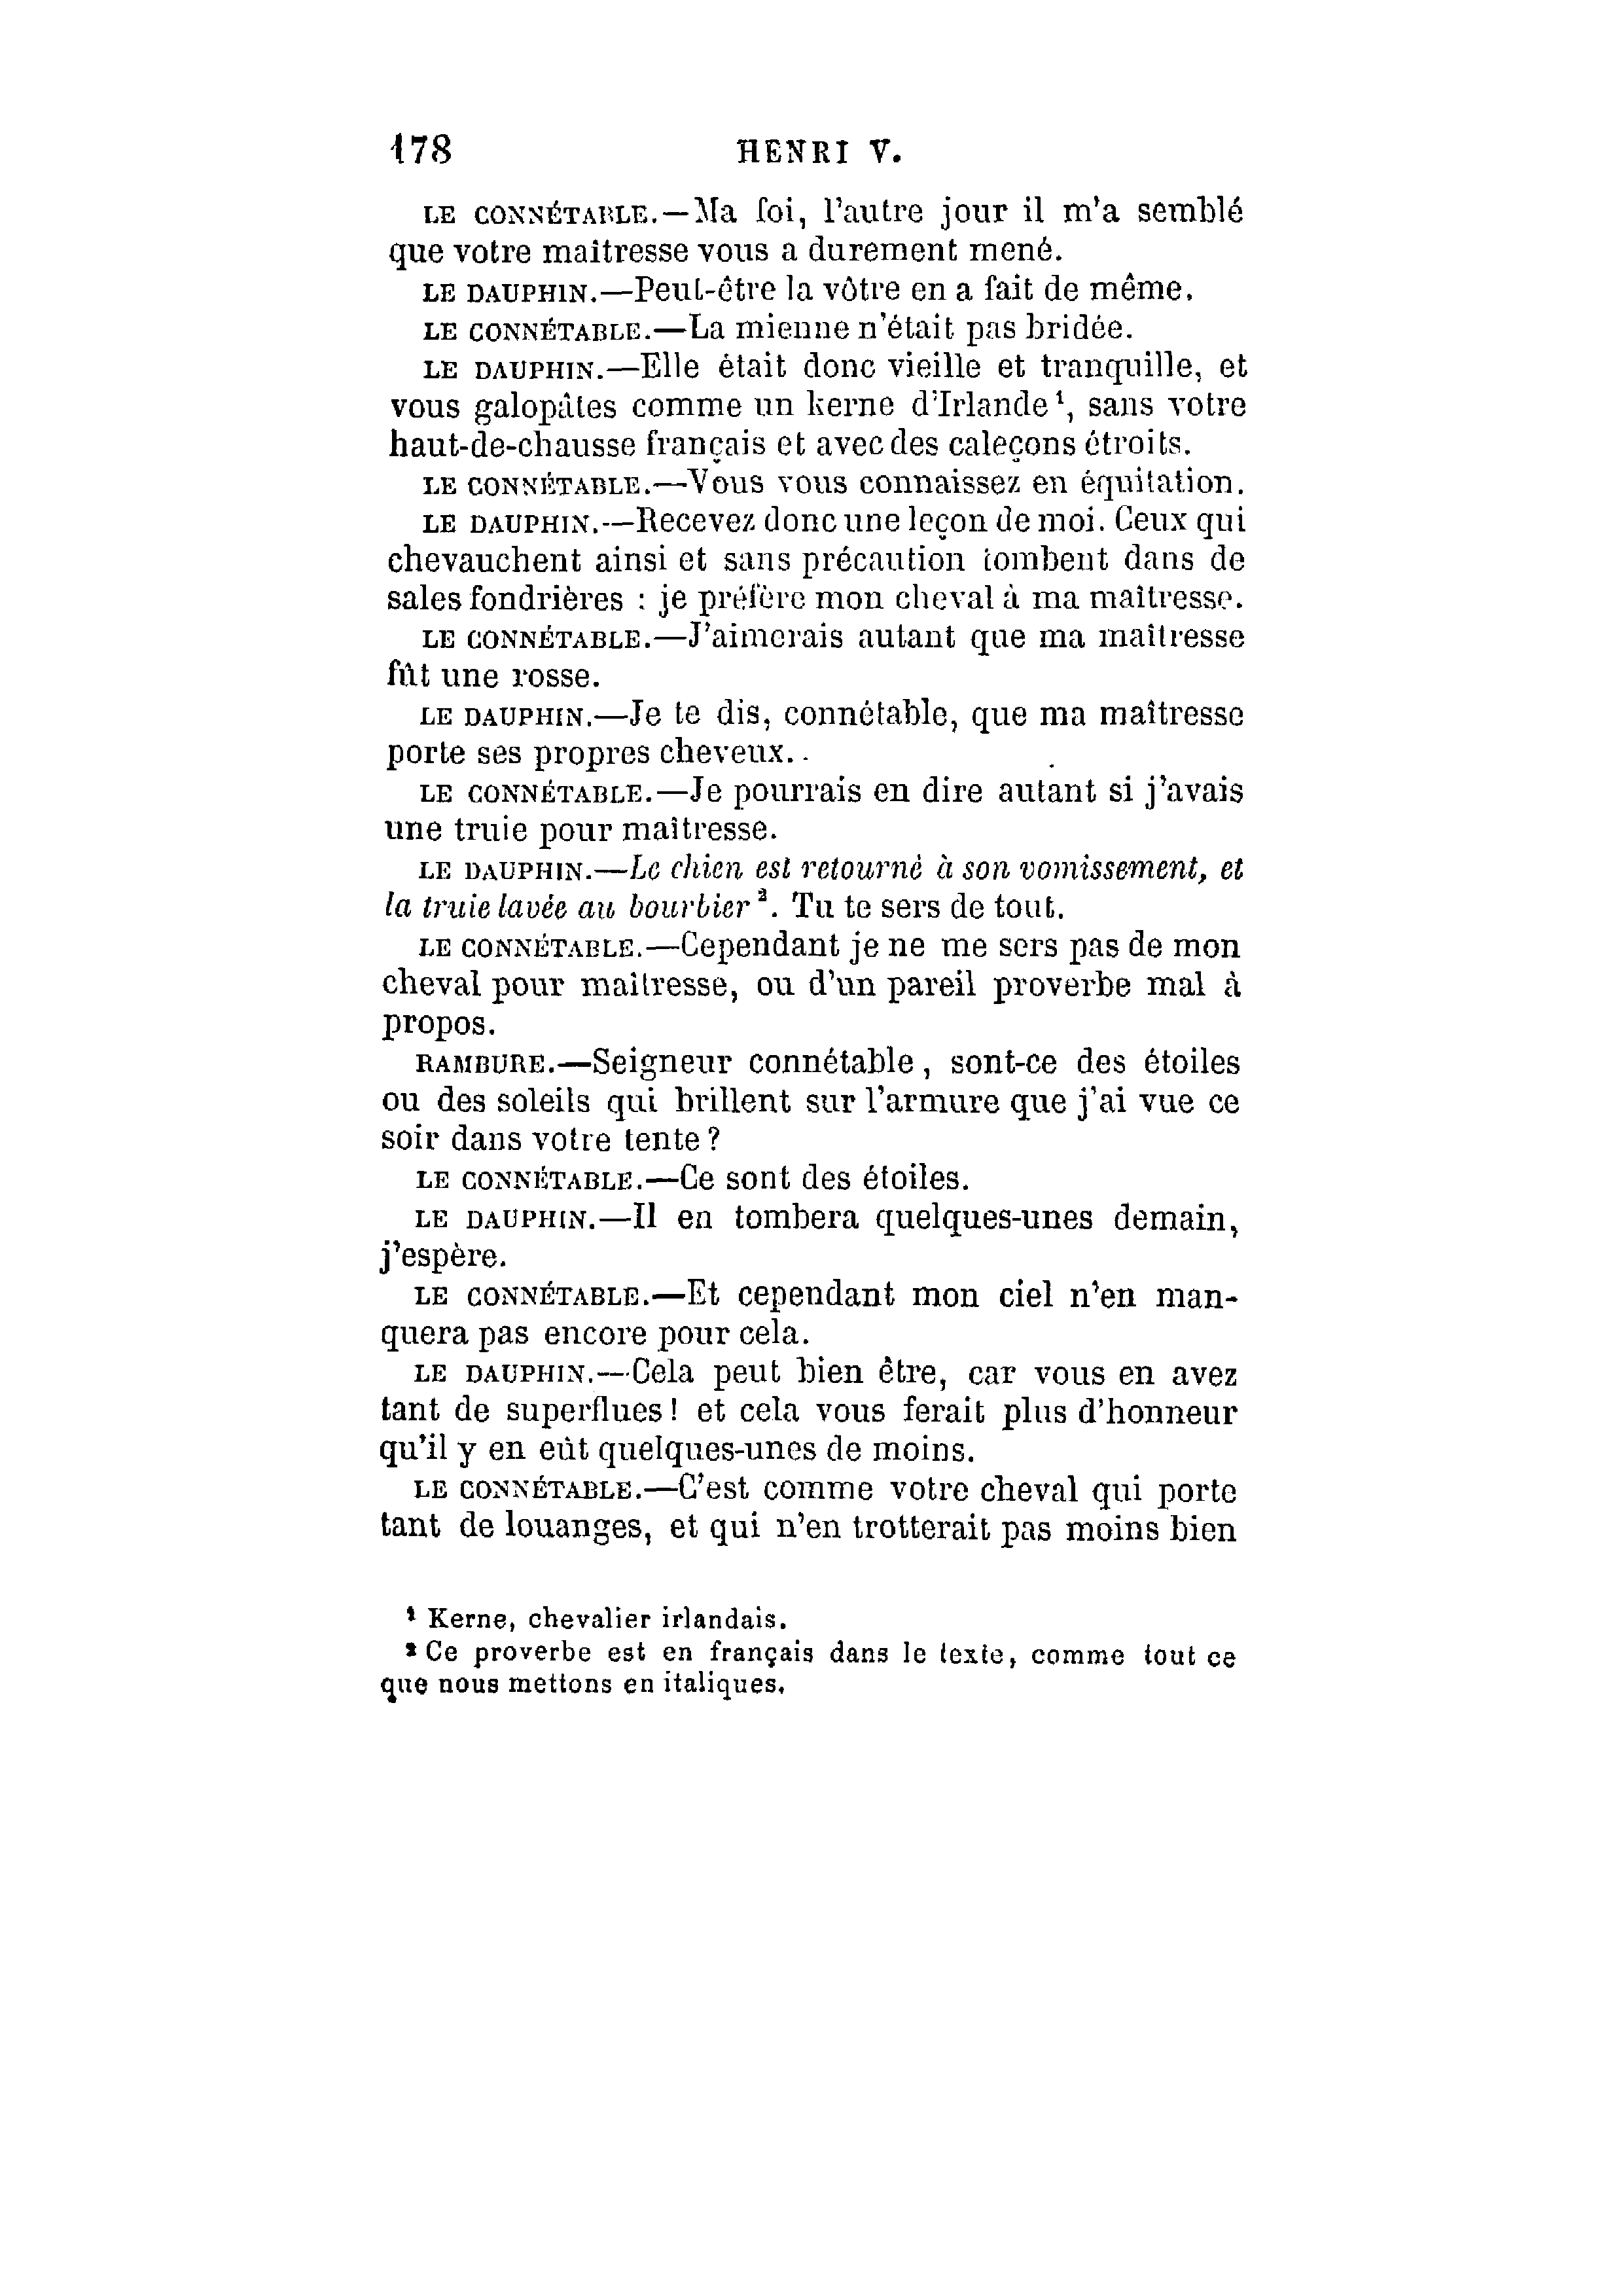 178 HENRI V.
LE CONNÉTABLE.—Ma foi, l'autre jour il m'a semblé
que votre maîtresse vous a durement mené.
LE DAUPHIN.—Peut-être la vôtre en a fait de même.
LE CONNÉTABLE.—La mienne n'était pas bridée.
LE DAUPHIN.—Elle était donc vieille et tranquille, et
vous galopâtes comme un kerne d'Irlande¹, sans votre
haut-de-chausse français et avec des caleçons étroits.
LE CONNÉTABLE.—Vous vous connaissez en équitation.
LE DAUPHIN.—Recevez donc une leçon de moi. Ceux qui
chevauchent ainsi et sans précaution tombent dans de
sales fondrières : je préfère mon cheval à ma maîtresse.
LE CONNÉTABLE.—J'aimerais autant que ma maîtresse
fût une rosse.
LE DAUPHIN.—Je te dis, connétable, que ma maîtresse
porte ses propres cheveux..
LE CONNÉTABLE.—Je pourrais en dire autant si j'avais
une truie pour maîtresse.
LE DAUPHIN.—Le chien est retourné à son vomissement, et
la truie lavée au bourbier². Tu te sers de tout.
LE CONNÉTABLE.—Cependant je ne me sers pas de mon
cheval pour maîtresse, ou d'un pareil proverbe mal à
propos.
RAMBURE.—Seigneur connétable, sont-ce des étoiles
ou des soleils qui brillent sur l'armure que j'ai vue ce
soir dans votre tente ?
LE CONNÉTABLE.—Ce sont des étoiles.
LE DAUPHIN.—Il en tombera quelques-unes demain,
j'espère.
LE CONNÉTABLE.—Et cependant mon ciel n'en man-
quera pas encore pour cela.
LE DAUPHIN.—Cela peut bien être, car vous en avez
tant de superflues ! et cela vous ferait plus d'honneur
qu'il y en eût quelques-unes de moins.
LE CONNÉTABLE.—C'est comme votre cheval qui porte
tant de louanges, et qui n'en trotterait pas moins bien
¹ Kerne, chevalier irlandais.
² Ce proverbe est en français dans le texte, comme tout ce
que nous mettons en italiques.